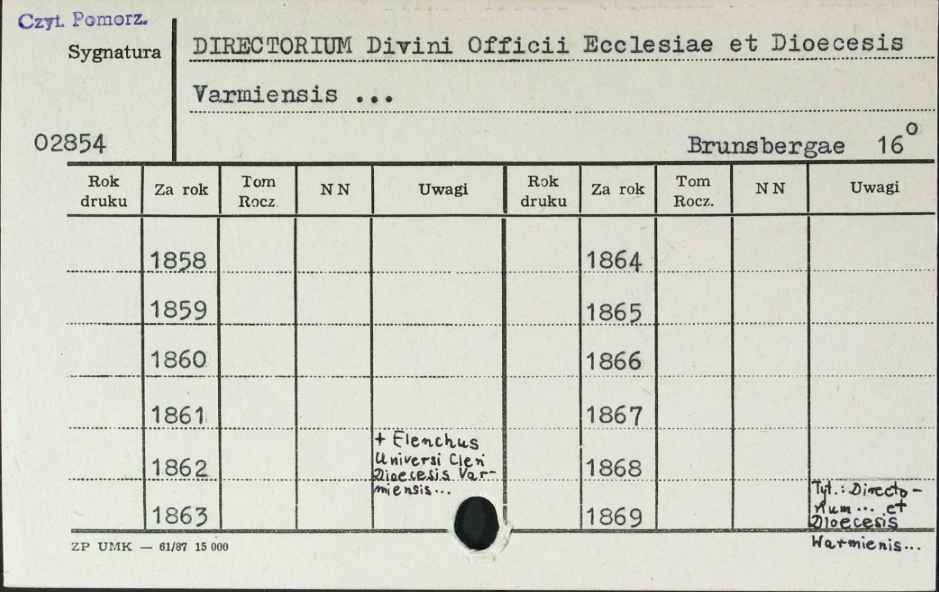 Czyt. Pomorz.
Sygnatura
DIRECTORIUM Divini Officii Ecclesiae et Dioecesis
Varmiensis ...
02854
Brunsbergae 16°
Rok druku Za rok Tom Rocz. NN Uwagi Rok druku Za rok Tom Rocz. NN Uwagi
1858 1864
1859 1865
1860 1866
1861 1867
+ Elenchus
Universi Cleri
1862 Dioecesis Var- 1868
miensis...
Tyt.: Directo-
rium ... et
1863 1869 Dioecesis
Warmienis...
ZP UMK — 61/87 15 000